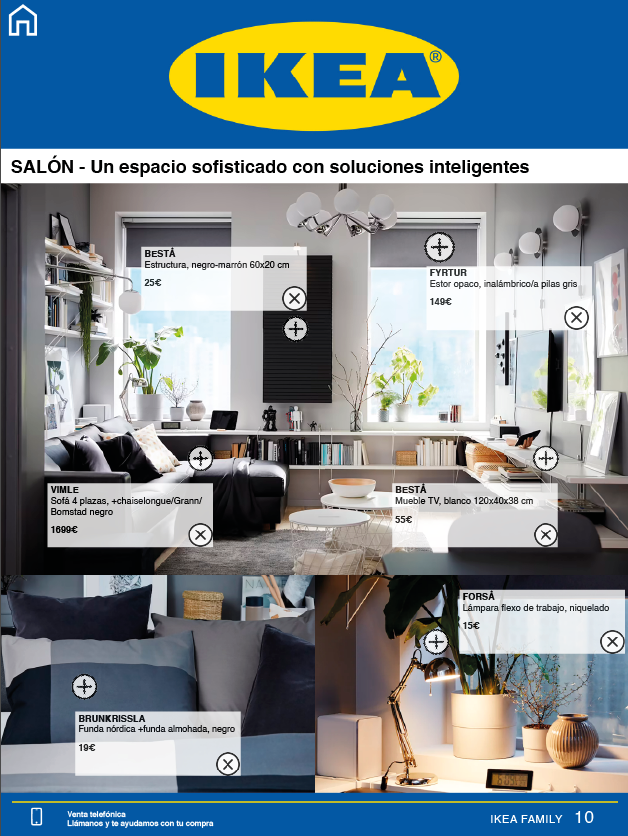 IKEA®
SALÓN - Un espacio sofisticado con soluciones inteligentes
BESTÅ
Estructura, negro-marrón 60x20 cm
25€
FYRTUR
Estor opaco, inalámbrico/a pilas gris
149€
VIMLE
Sofá 4 plazas, +chaiselongue/Grann/
Bomstad negro
1699€
BESTÅ
Mueble TV, blanco 120x40x38 cm
55€
FORSÅ
Lámpara flexo de trabajo, niquelado
15€
BRUNKRISSLA
Funda nórdica +funda almohada, negro
19€
Venta telefónica
Llámanos y te ayudamos con tu compra
IKEA FAMILY 10